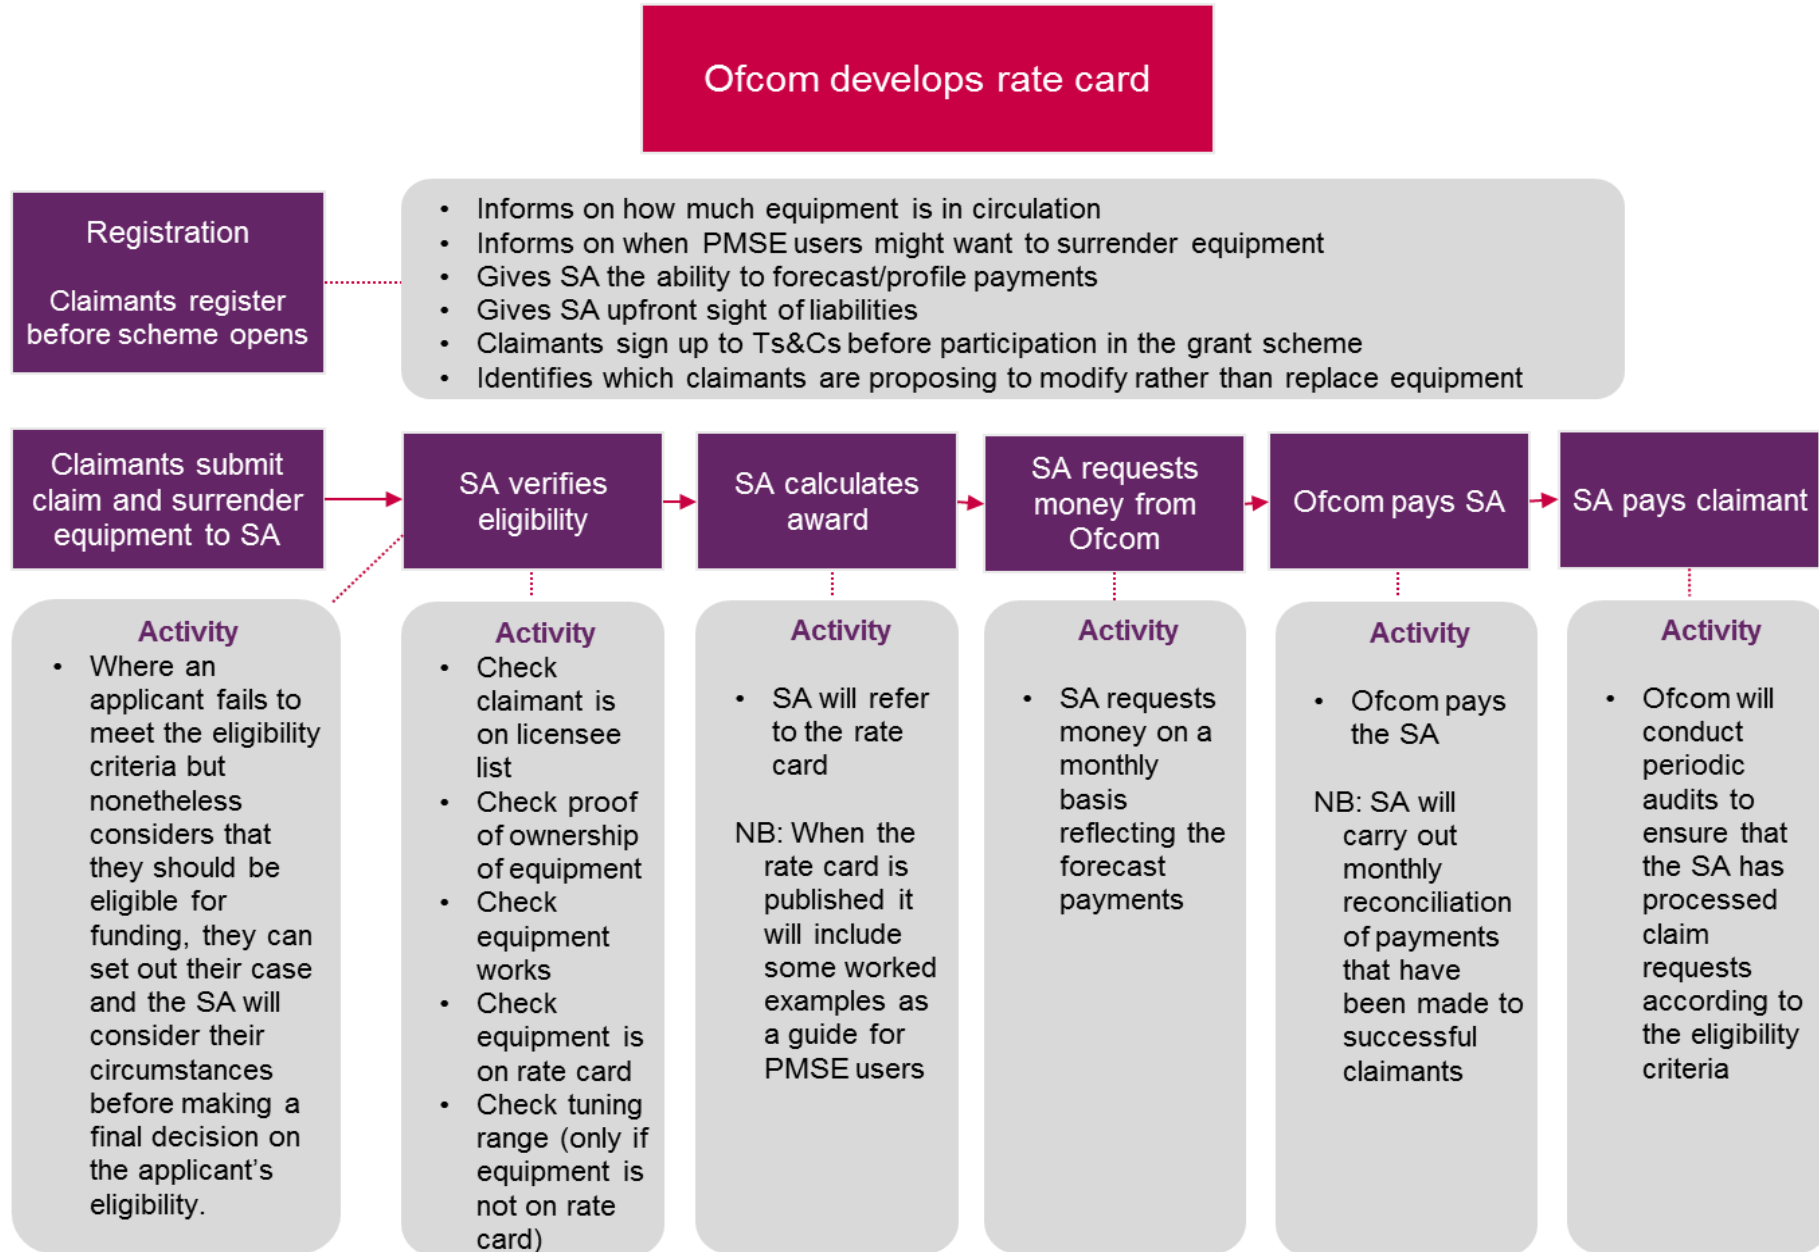 Ofcom develops rate card
Registration
Claimants register
before scheme opens
• Informs on how much equipment is in circulation
• Informs on when PMSE users might want to surrender equipment
• Gives SA the ability to forecast/profile payments
• Gives SA upfront sight of liabilities
• Claimants sign up to Ts&Cs before participation in the grant scheme
• Identifies which claimants are proposing to modify rather than replace equipment
Claimants submit
claim and surrender
equipment to SA
SA verifies
eligibility
SA calculates
award
SA requests
money from
Ofcom
Ofcom pays SA
SA pays claimant
Activity
• Where an
applicant fails to
meet the eligibility
criteria but
nonetheless
considers that
they should be
eligible for
funding, they can
set out their case
and the SA will
consider their
circumstances
before making a
final decision on
the applicant's
eligibility.
Activity
• Check
claimant is
on licensee
list
• Check proof
of ownership
of equipment
• Check
equipment
works
• Check
equipment is
on rate card
• Check tuning
range (only if
equipment is
not on rate
card)
Activity
• SA will refer
to the rate
card
NB: When the
rate card is
published it
will include
some worked
examples as
a guide for
PMSE users
Activity
• SA requests
money on a
monthly
basis
reflecting the
forecast
payments
Activity
• Ofcom pays
the SA
NB: SA will
carry out
monthly
reconciliation
of payments
that have
been made to
successful
claimants
Activity
• Ofcom will
conduct
periodic
audits to
ensure that
the SA has
processed
claim
requests
according to
the eligibility
criteria